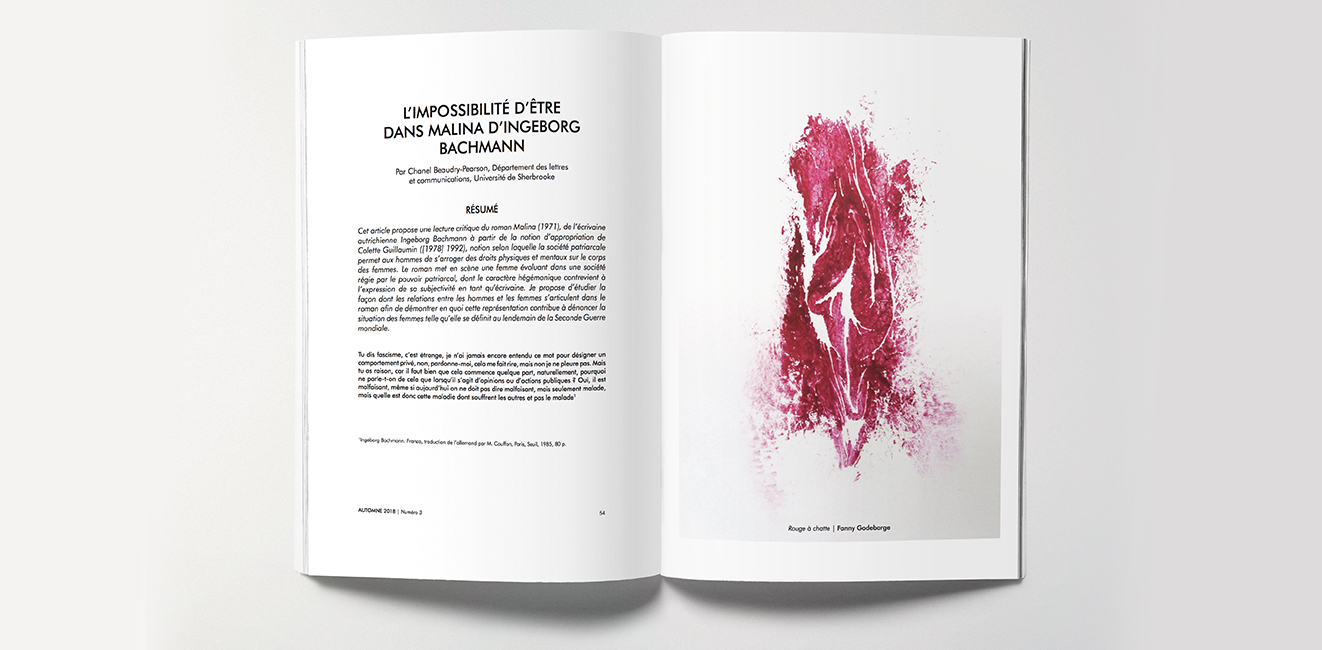 L'IMPOSSIBILITÉ D'ÊTRE
DANS MALINA D'INGEBORG
BACHMANN
Par Chanel Beaudry-Pearson, Département des lettres
et communications, Université de Sherbrooke
RÉSUMÉ
Cet article propose une lecture critique du roman Malina (1971), de l'écrivaine
autrichienne Ingeborg Bachmann à partir de la notion d'appropriation de
Colette Guillaumin ([1978] 1992), notion selon laquelle la société patriarcale
permet aux hommes de s'arroger des droits physiques et mentaux sur le corps
des femmes. Le roman met en scène une femme évoluant dans une société
régie par le pouvoir patriarcal, dont le caractère hégémonique contrevient à
l'expression de sa subjectivité en tant qu'écrivaine. Je propose d'étudier la
façon dont les relations entre les hommes et les femmes s'articulent dans le
roman afin de démontrer en quoi cette représentation contribue à dénoncer la
situation des femmes telle qu'elle se définit au lendemain de la Seconde Guerre
mondiale.
Tu dis fascisme, c'est étrange, je n'ai jamais encore entendu ce mot pour désigner un
comportement privé, non, pardonne-moi, cela me fait rire, mais non je ne pleure pas. Mais
tu as raison, car il faut bien que cela commence quelque part, naturellement, pourquoi
ne parle-t-on de cela que lorsqu'il s'agit d'opinions ou d'actions publiques ? Oui, il est
malfaisant, même si aujourd'hui on ne doit pas dire malfaisant, mais seulement malade,
mais quelle est donc cette maladie dont souffrent les autres et pas le malade¹
¹Ingeborg Bachmann. Franza, traduction de l'allemand par M. Couffon, Paris, Seuil, 1985, 80 p.
AUTOMNE 2018 | Numéro 3
54
Rouge à chatte | Fanny Godebarge